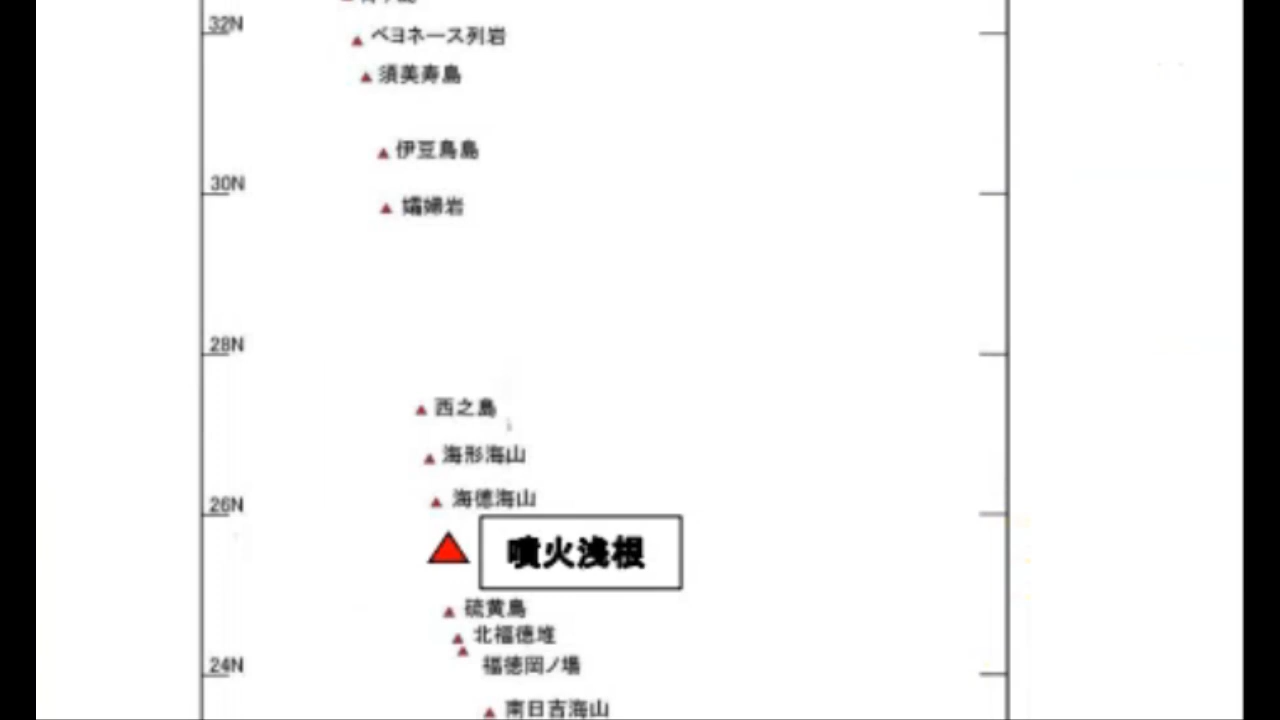 32N
ベヨネース列岩
須美寿島
伊豆鳥島
30N
孀婦岩
28N
西之島
海形海山
海徳海山
26N
噴火浅根
硫黄島
北福徳堆
福徳岡ノ場
24N
南日吉海山